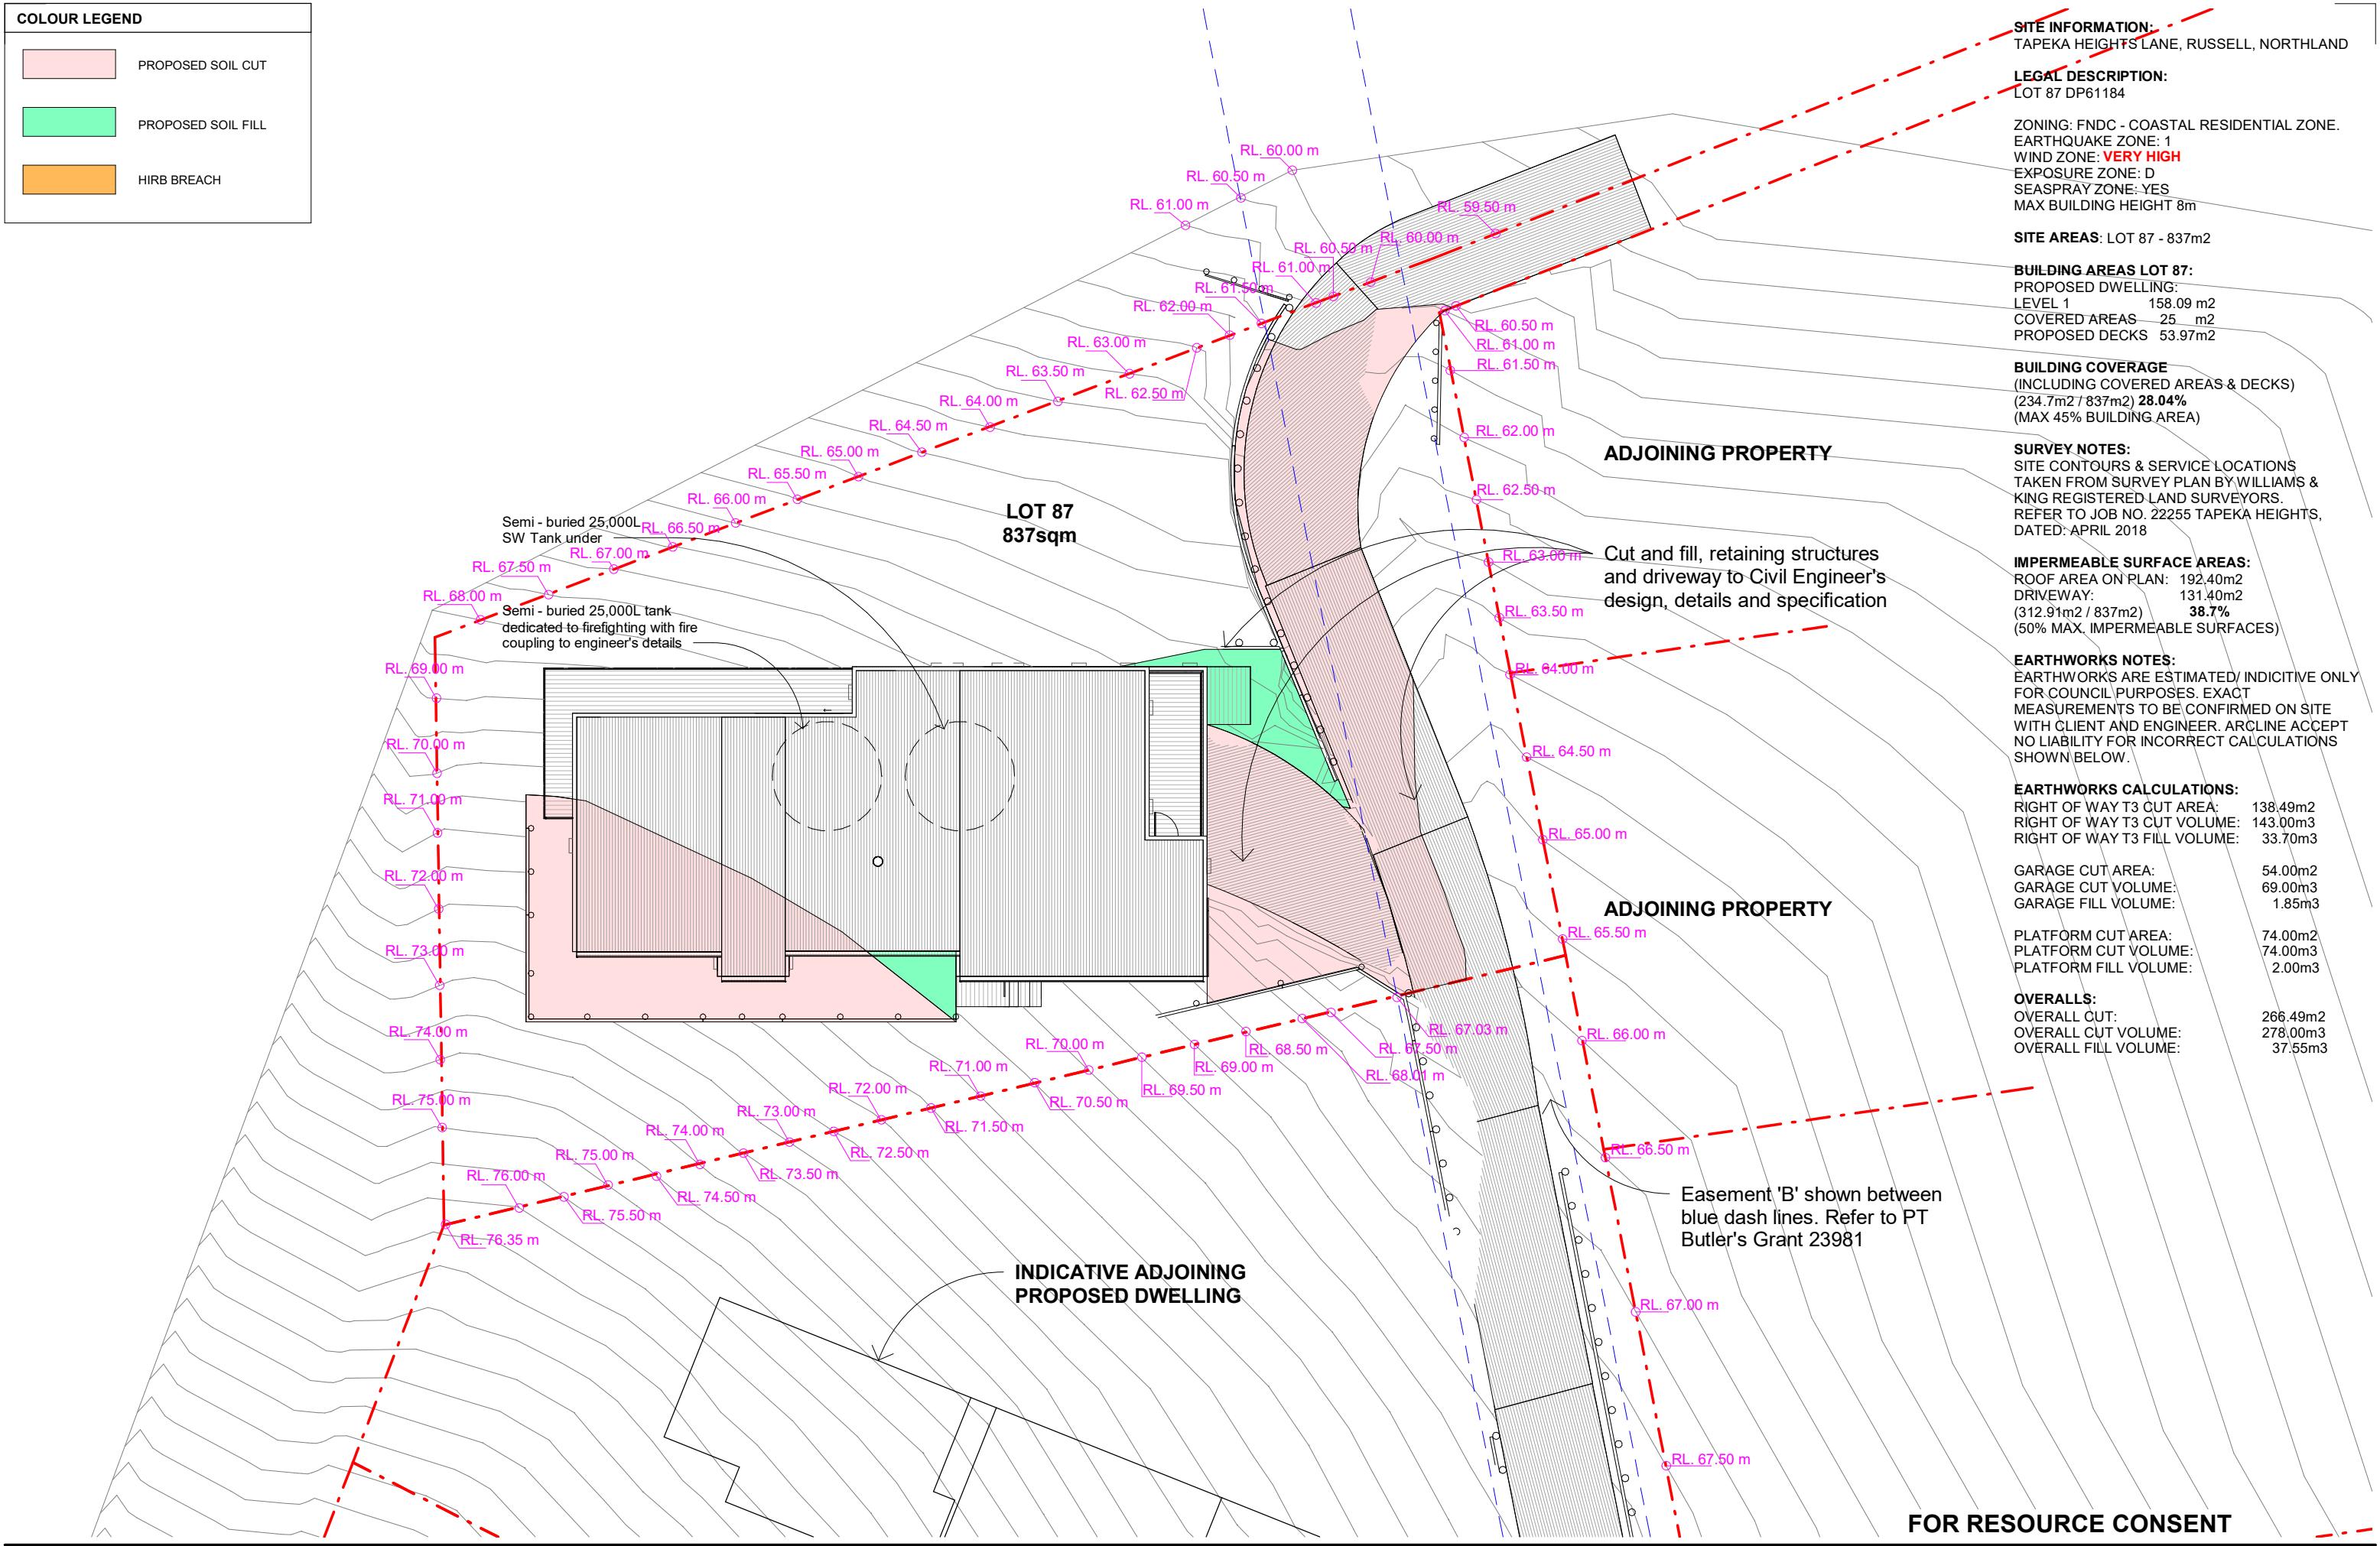 COLOUR LEGEND
PROPOSED SOIL CUT
PROPOSED SOIL FILL
HIRB BREACH
SITE INFORMATION:
TAPEKA HEIGHTS LANE, RUSSELL, NORTHLAND
LEGAL DESCRIPTION:
LOT 87 DP61184
ZONING: FNDC - COASTAL RESIDENTIAL ZONE.
EARTHQUAKE ZONE: 1
WIND ZONE: VERY HIGH
EXPOSURE ZONE: D
SEASPRAY ZONE: YES
MAX BUILDING HEIGHT 8m
SITE AREAS: LOT 87 - 837m2
BUILDING AREAS LOT 87:
PROPOSED DWELLING:
LEVEL 1 158.09 m2
COVERED AREAS 25 m2
PROPOSED DECKS 53.97m2
BUILDING COVERAGE
(INCLUDING COVERED AREAS & DECKS)
(234.7m2 / 837m2) 28.04%
(MAX 45% BUILDING AREA)
SURVEY NOTES:
SITE CONTOURS & SERVICE LOCATIONS
TAKEN FROM SURVEY PLAN BY WILLIAMS &
KING REGISTERED LAND SURVEYORS.
REFER TO JOB NO. 22255 TAPEKA HEIGHTS,
DATED: APRIL 2018
IMPERMEABLE SURFACE AREAS:
ROOF AREA ON PLAN: 192.40m2
DRIVEWAY: 131.40m2
(312.91m2 / 837m2) 38.7%
(50% MAX. IMPERMEABLE SURFACES)
EARTHWORKS NOTES:
EARTHWORKS ARE ESTIMATED/ INDICITIVE ONLY
FOR COUNCIL PURPOSES. EXACT
MEASUREMENTS TO BE CONFIRMED ON SITE
WITH CLIENT AND ENGINEER. ARCLINE ACCEPT
NO LIABILITY FOR INCORRECT CALCULATIONS
SHOWN BELOW.
EARTHWORKS CALCULATIONS:
RIGHT OF WAY T3 CUT AREA: 138.49m2
RIGHT OF WAY T3 CUT VOLUME: 143.00m3
RIGHT OF WAY T3 FILL VOLUME: 33.70m3
GARAGE CUT AREA: 54.00m2
GARAGE CUT VOLUME: 69.00m3
GARAGE FILL VOLUME: 1.85m3
PLATFORM CUT AREA: 74.00m2
PLATFORM CUT VOLUME: 74.00m3
PLATFORM FILL VOLUME: 2.00m3
OVERALLS:
OVERALL CUT: 266.49m2
OVERALL CUT VOLUME: 278.00m3
OVERALL FILL VOLUME: 37.55m3
RL. 60.00 m
RL. 60.50 m
RL. 61.00 m
RL. 59.50 m
RL. 60.00 m
RL. 60.50 m
RL. 61.00 m
RL. 61.50 m
RL. 62.00 m
RL. 63.00 m
RL. 62.50 m
RL. 63.50 m
RL. 64.00 m
RL. 64.50 m
RL. 65.00 m
RL. 65.50 m
RL. 66.00 m
RL. 66.50 m
RL. 67.00 m
RL. 67.50 m
RL. 68.00 m
RL. 60.50 m
RL. 61.00 m
RL. 61.50 m
RL. 62.00 m
RL. 62.50 m
RL. 63.00 m
RL. 63.50 m
RL. 64.00 m
RL. 64.50 m
RL. 65.00 m
RL. 65.50 m
RL. 66.00 m
RL. 66.50 m
RL. 67.00 m
RL. 67.50 m
ADJOINING PROPERTY
LOT 87
837sqm
Semi - buried 25,000L
SW Tank under
Semi - buried 25,000L tank
dedicated to firefighting with fire
coupling to engineer's details
Cut and fill, retaining structures
and driveway to Civil Engineer's
design, details and specification
ADJOINING PROPERTY
RL. 69.00 m
RL. 70.00 m
RL. 71.00 m
RL. 72.00 m
RL. 73.00 m
RL. 74.00 m
RL. 75.00 m
RL. 76.35 m
RL. 76.00 m
RL. 75.50 m
RL. 75.00 m
RL. 74.50 m
RL. 74.00 m
RL. 73.50 m
RL. 73.00 m
RL. 72.50 m
RL. 72.00 m
RL. 71.50 m
RL. 71.00 m
RL. 70.50 m
RL. 70.00 m
RL. 69.50 m
RL. 69.00 m
RL. 68.50 m
RL. 68.01 m
RL. 67.50 m
RL. 67.03 m
Easement 'B' shown between
blue dash lines. Refer to PT
Butler's Grant 23981
INDICATIVE ADJOINING
PROPOSED DWELLING
FOR RESOURCE CONSENT